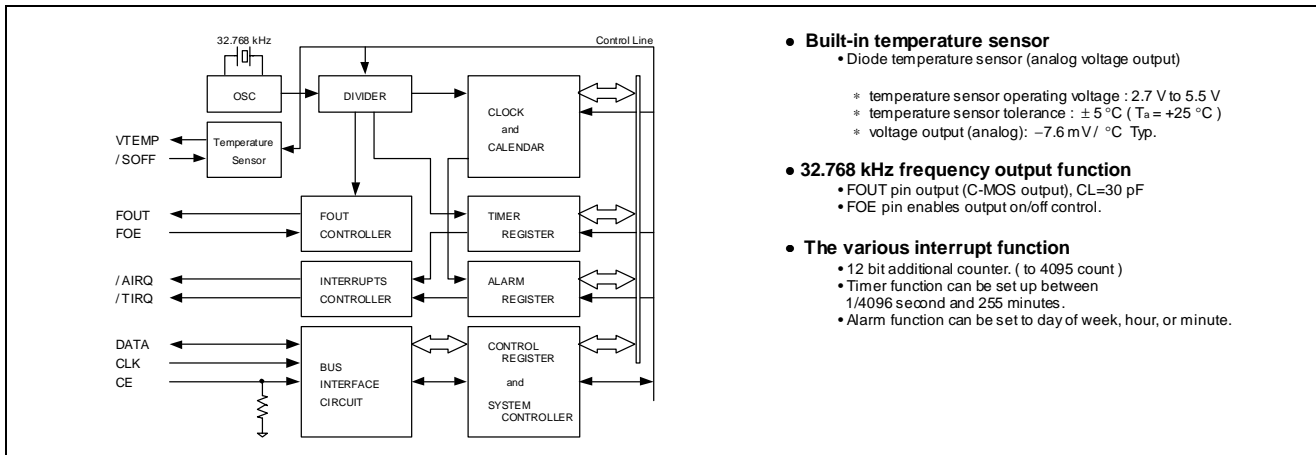 32.768 kHz
Control Line
OSC
DIVIDER
CLOCK
and
CALENDAR
VTEMP
/ SOFF
Temperature
Sensor
FOUT
FOE
FOUT
CONTROLLER
TIMER
REGISTER
/ AIRQ
/ TIRQ
INTERRUPTS
CONTROLLER
ALARM
REGISTER
DATA
CLK
CE
BUS
INTERFACE
CIRCUIT
CONTROL
REGISTER
and
SYSTEM
CONTROLLER
● Built-in temperature sensor
• Diode temperature sensor (analog voltage output)
∗ temperature sensor operating voltage : 2.7 V to 5.5 V
∗ temperature sensor tolerance : ± 5 °C ( Ta = +25 °C )
∗ voltage output (analog): −7.6 mV / °C Typ.
● 32.768 kHz frequency output function
• FOUT pin output (C-MOS output), CL=30 pF
• FOE pin enables output on/off control.
● The various interrupt function
• 12 bit additional counter. ( to 4095 count )
• Timer function can be set up between
1/4096 second and 255 minutes.
• Alarm function can be set to day of week, hour, or minute.